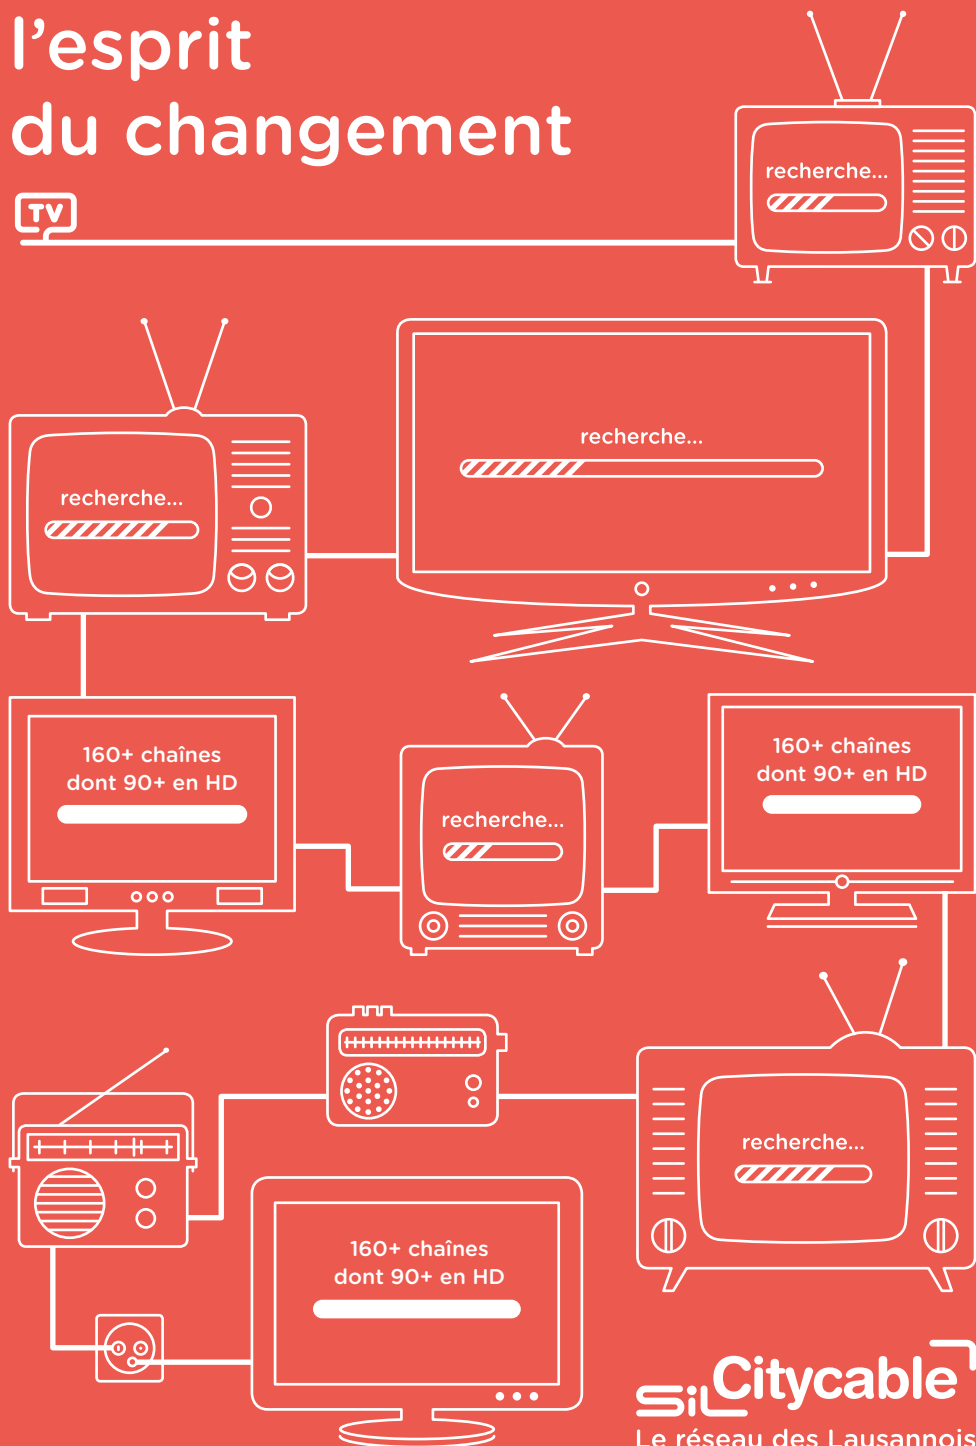 l'esprit
du changement
TV
recherche...
recherche...
recherche...
160+ chaînes
dont 90+ en HD
recherche...
160+ chaînes
dont 90+ en HD
recherche...
160+ chaînes
dont 90+ en HD
SiL Citycable
Le réseau des Lausannois